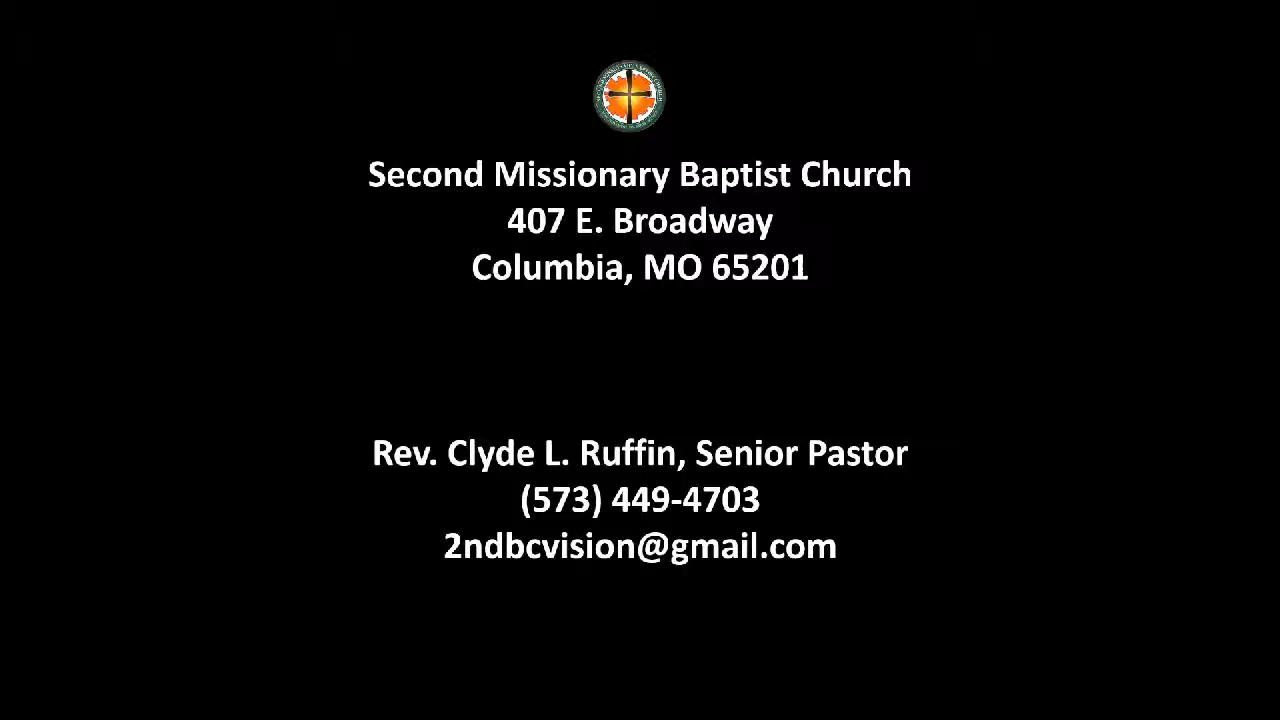 Second Missionary Baptist Church
407 E. Broadway
Columbia, MO 65201
Rev. Clyde L. Ruffin, Senior Pastor
(573) 449-4703
2ndbcvision@gmail.com